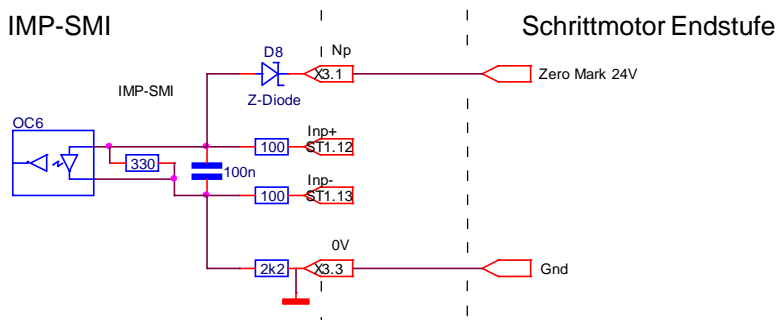 IMP-SMI
Schrittmotor Endstufe
D8
Np
X3.1
Zero Mark 24V
Z-Diode
IMP-SMI
OC6
Inp+
100
ST1.12
330
100n
Inp-
100
ST1.13
0V
2k2
X3.3
Gnd